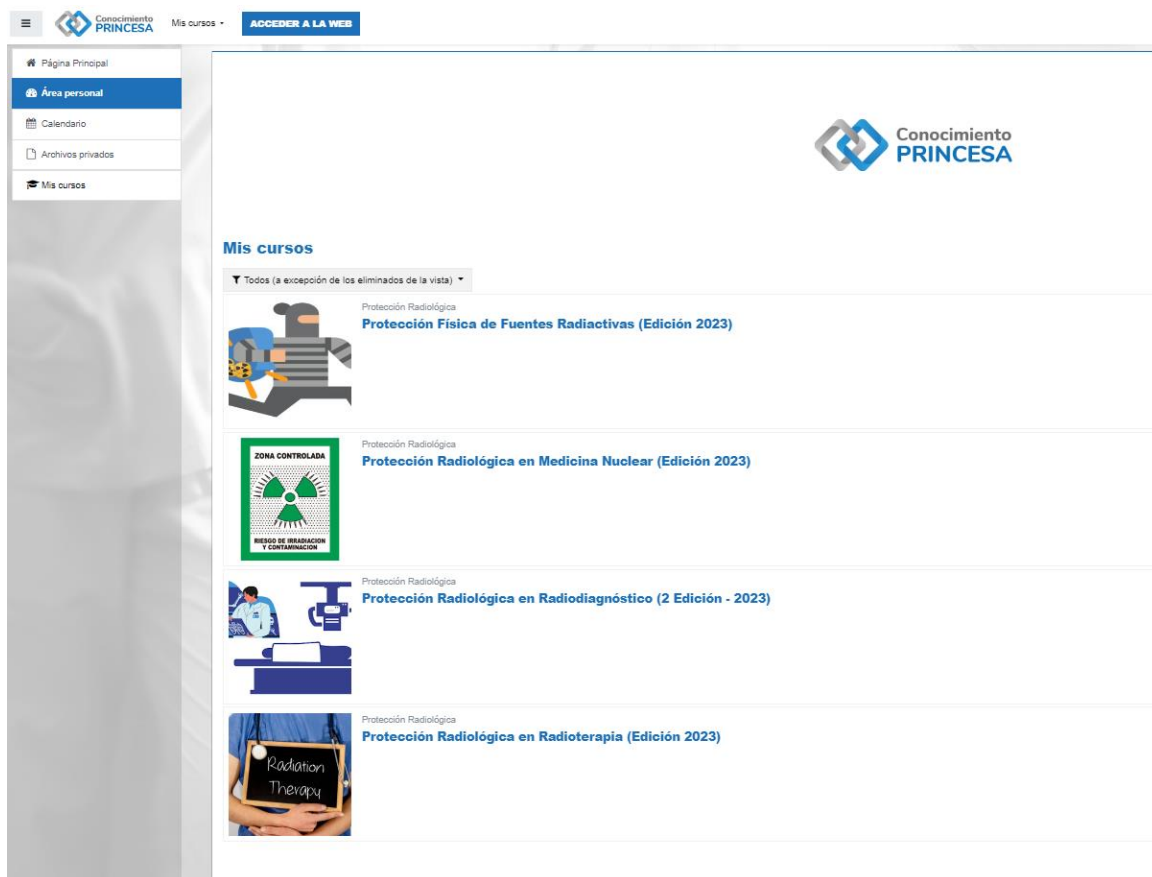 Conocimiento
PRINCESA
Mis cursos
ACCEDER A LA WEB
Página Principal
Área personal
Calendario
Archivos privados
Mis cursos
Conocimiento
PRINCESA
Mis cursos
Todos (a excepción de los eliminados de la vista)
Protección Radiológica
Protección Física de Fuentes Radiactivas (Edición 2023)
Protección Radiológica
Protección Radiológica en Medicina Nuclear (Edición 2023)
ZONA CONTROLADA
RIESGO DE IRRADIACION
Y CONTAMINACION
Protección Radiológica
Protección Radiológica en Radiodiagnóstico (2 Edición - 2023)
Protección Radiológica
Protección Radiológica en Radioterapia (Edición 2023)
Radiation
Therapy